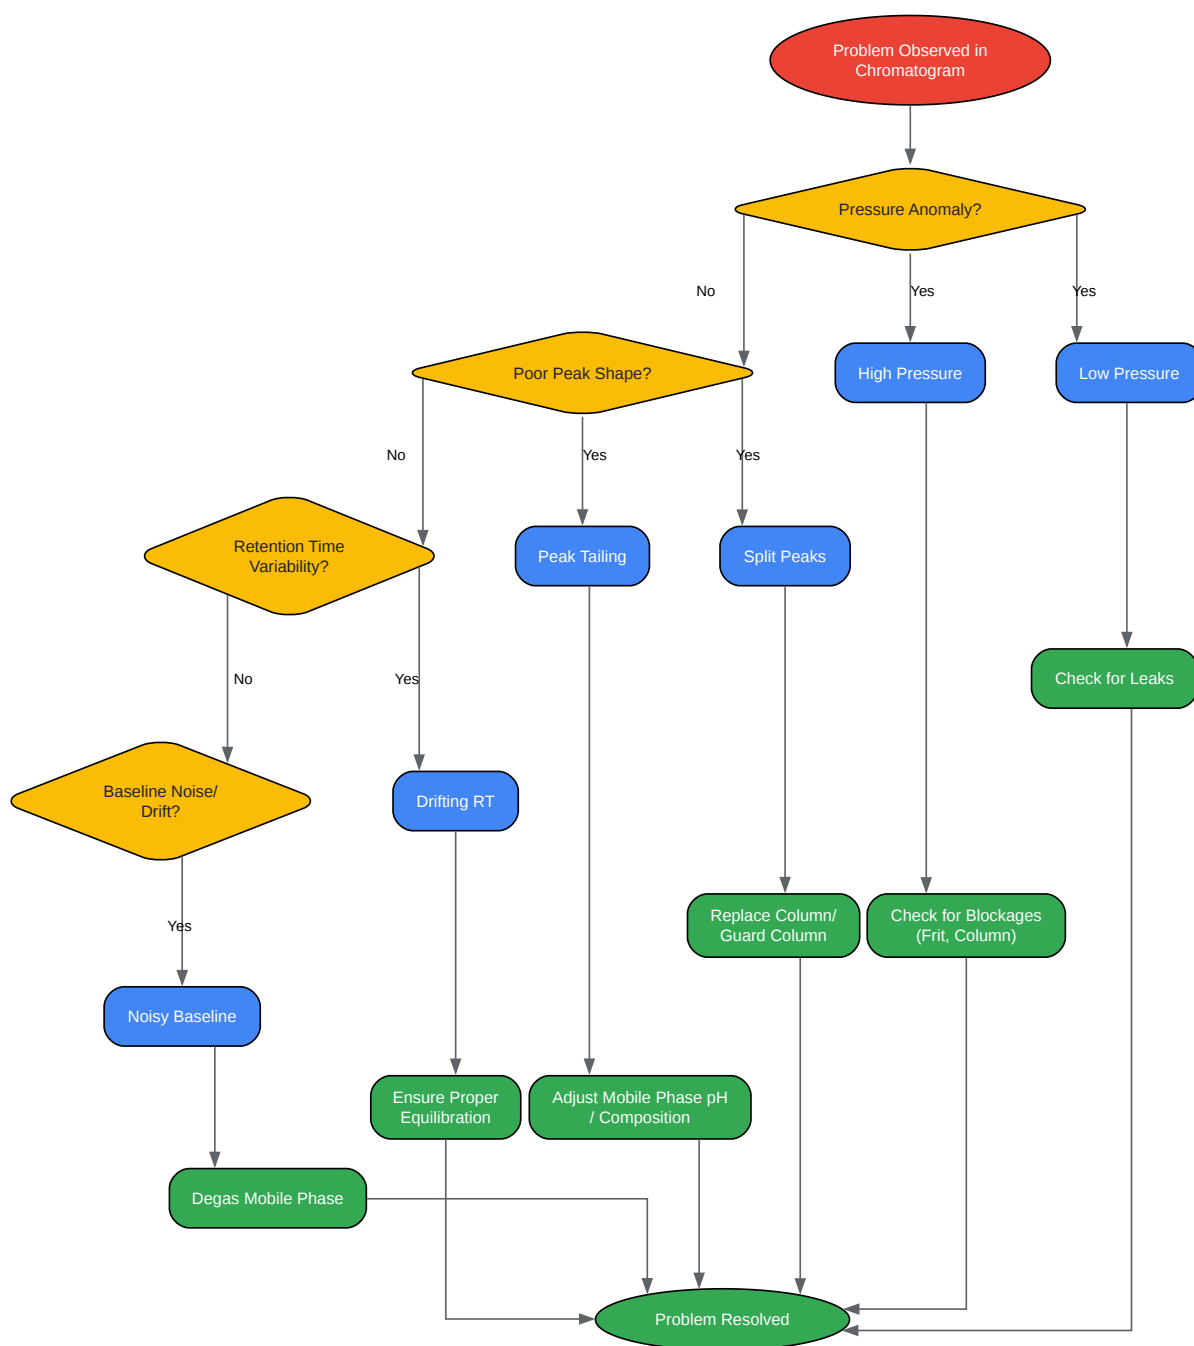 Problem Observed in
Chromatogram
Pressure Anomaly?
No
Yes
Yes
Poor Peak Shape?
High Pressure
Low Pressure
No
Yes
Yes
Retention Time
Variability?
Peak Tailing
Split Peaks
No
Yes
Check for Leaks
Baseline Noise/
Drift?
Drifting RT
Yes
Replace Column/
Guard Column
Check for Blockages
(Frit, Column)
Noisy Baseline
Ensure Proper
Equilibration
Adjust Mobile Phase pH
/ Composition
Degas Mobile Phase
Problem Resolved